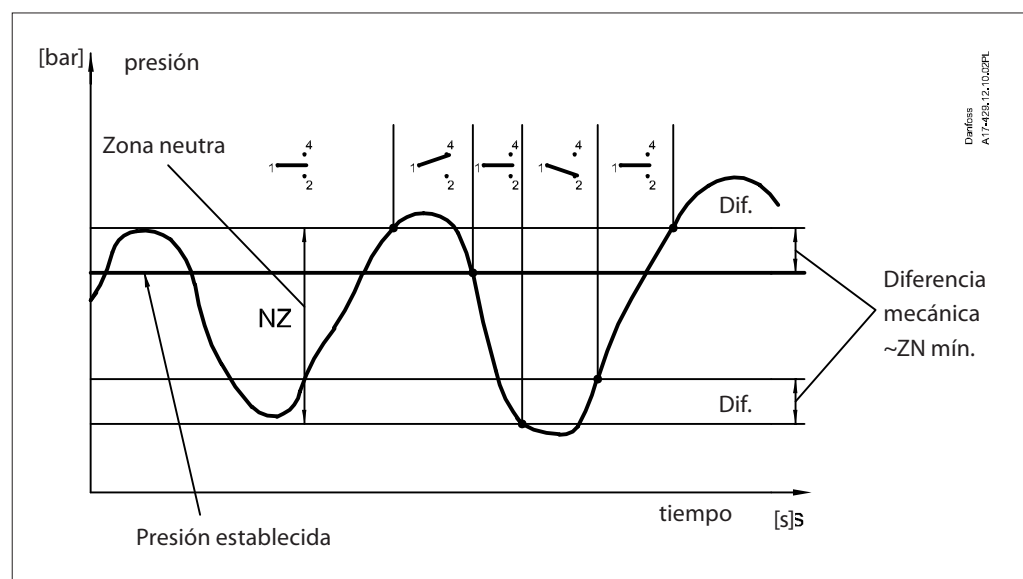 [bar]
presión
Danfoss
A17-429.12.10.02PL
Zona neutra
1 4 2
1 4 2
1 4 2
1 4 2
1 4 2
Dif.
NZ
Diferencia
mecánica
~ZN mín.
Dif.
tiempo
[s]s
Presión establecida